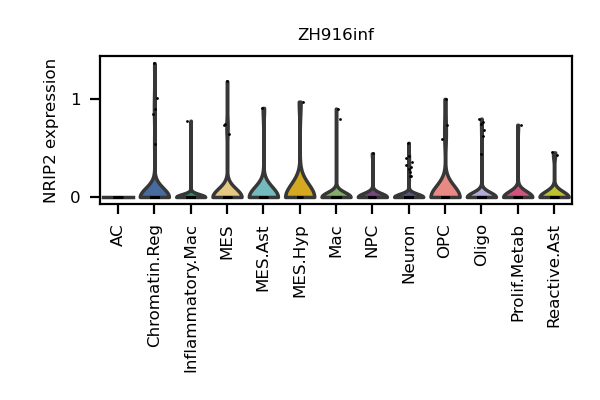 ZH916inf
NRIP2 expression
1
0
AC
Chromatin.Reg
Inflammatory.Mac
MES
MES.Ast
MES.Hyp
Mac
NPC
Neuron
OPC
Oligo
Prolif.Metab
Reactive.Ast